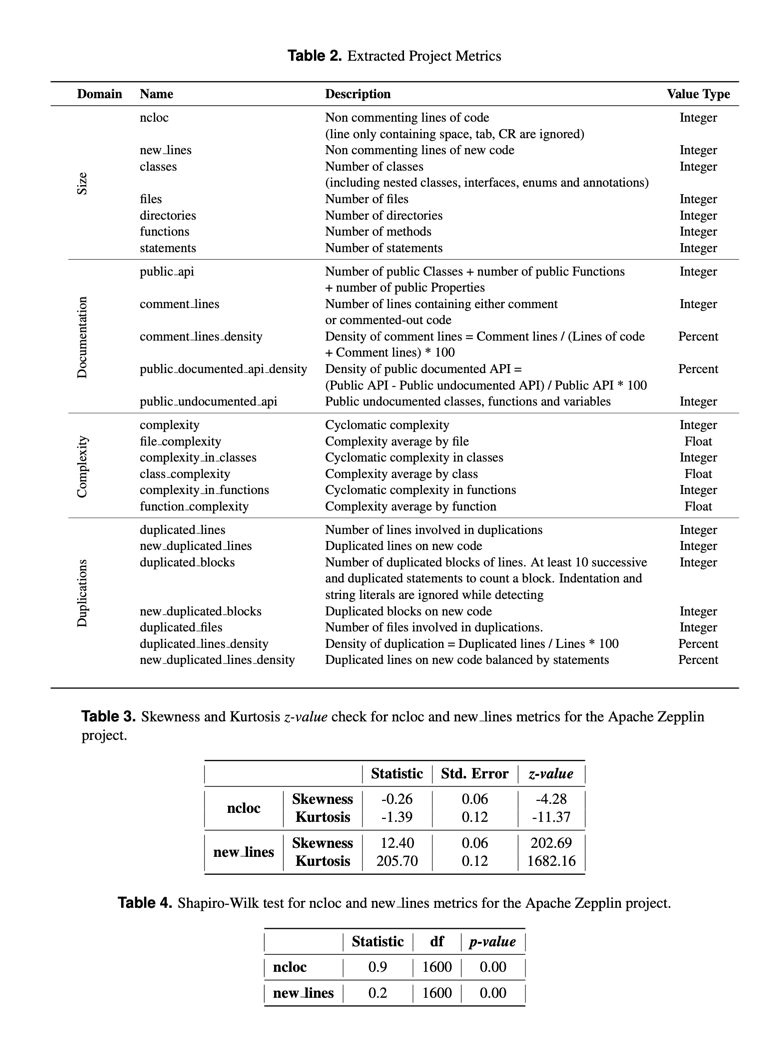 Table 2. Extracted Project Metrics
Domain Name Description Value Type
Size
ncloc Non commenting lines of code Integer
(line only containing space, tab, CR are ignored)
new_lines Non commenting lines of new code Integer
classes Number of classes Integer
(including nested classes, interfaces, enums and annotations)
files Number of files Integer
directories Number of directories Integer
functions Number of methods Integer
statements Number of statements Integer
Documentation
public_api Number of public Classes + number of public Functions Integer
+ number of public Properties
comment_lines Number of lines containing either comment Integer
or commented-out code
comment_lines_density Density of comment lines = Comment lines / (Lines of code Percent
+ Comment lines) * 100
public_documented_api_density Density of public documented API = Percent
(Public API - Public undocumented API) / Public API * 100
public_undocumented_api Public undocumented classes, functions and variables Integer
Complexity
complexity Cyclomatic complexity Integer
file_complexity Complexity average by file Float
complexity_in_classes Cyclomatic complexity in classes Integer
class_complexity Complexity average by class Float
complexity_in_functions Cyclomatic complexity in functions Integer
function_complexity Complexity average by function Float
Duplications
duplicated_lines Number of lines involved in duplications Integer
new_duplicated_lines Duplicated lines on new code Integer
duplicated_blocks Number of duplicated blocks of lines. At least 10 successive Integer
and duplicated statements to count a block. Indentation and
string literals are ignored while detecting
new_duplicated_blocks Duplicated blocks on new code Integer
duplicated_files Number of files involved in duplications. Integer
duplicated_lines_density Density of duplication = Duplicated lines / Lines * 100 Percent
new_duplicated_lines_density Duplicated lines on new code balanced by statements Percent
Table 3. Skewness and Kurtosis z-value check for ncloc and new_lines metrics for the Apache Zepplin
project.
Statistic Std. Error z-value
ncloc
Skewness -0.26 0.06 -4.28
Kurtosis -1.39 0.12 -11.37
new_lines
Skewness 12.40 0.06 202.69
Kurtosis 205.70 0.12 1682.16
Table 4. Shapiro-Wilk test for ncloc and new_lines metrics for the Apache Zepplin project.
Statistic df p-value
ncloc 0.9 1600 0.00
new_lines 0.2 1600 0.00